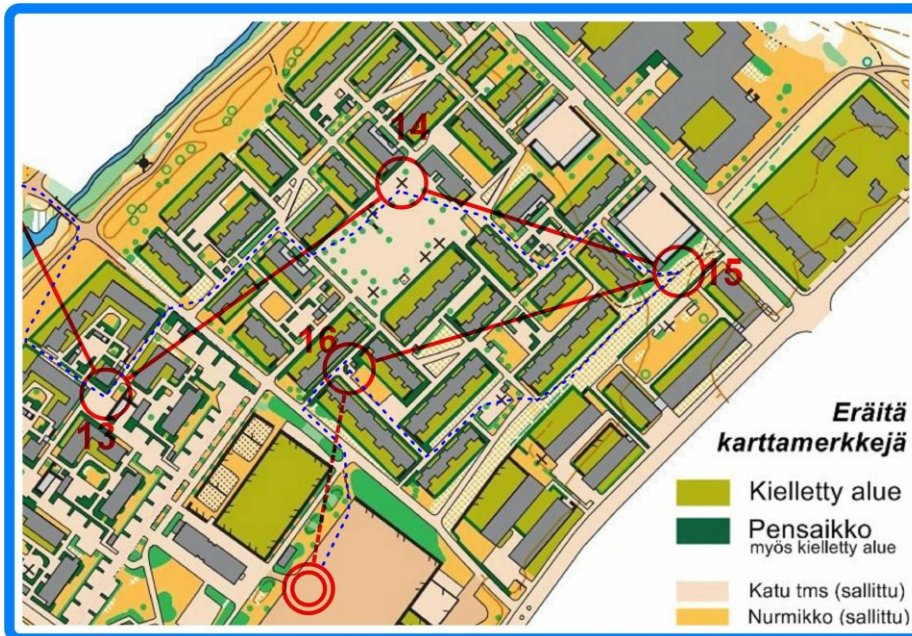 14
15
16
13
Eräitä
karttamerkkejä
Kielletty alue
Pensaikko
myös kielletty alue
Katu tms (sallittu)
Nurmikko (sallittu)